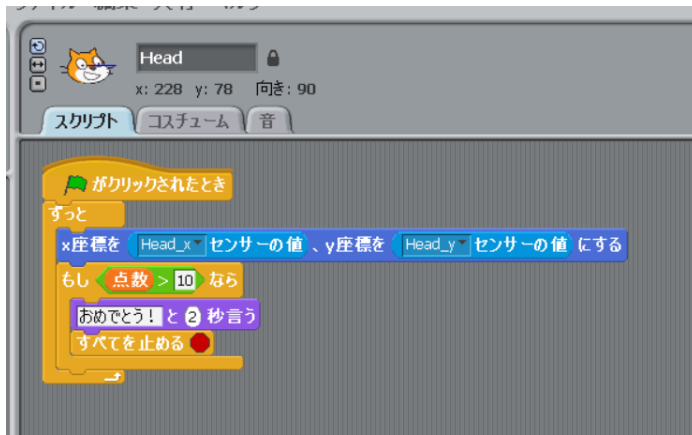 Head
x: 228 y: 78 向き: 90
スクリプト コスチューム 音
がクリックされたとき
ずっと
x座標を Head_x センサーの値 、y座標を Head_y センサーの値 にする
もし 点数 > 10 なら
おめでとう! と 2 秒言う
すべてを止める